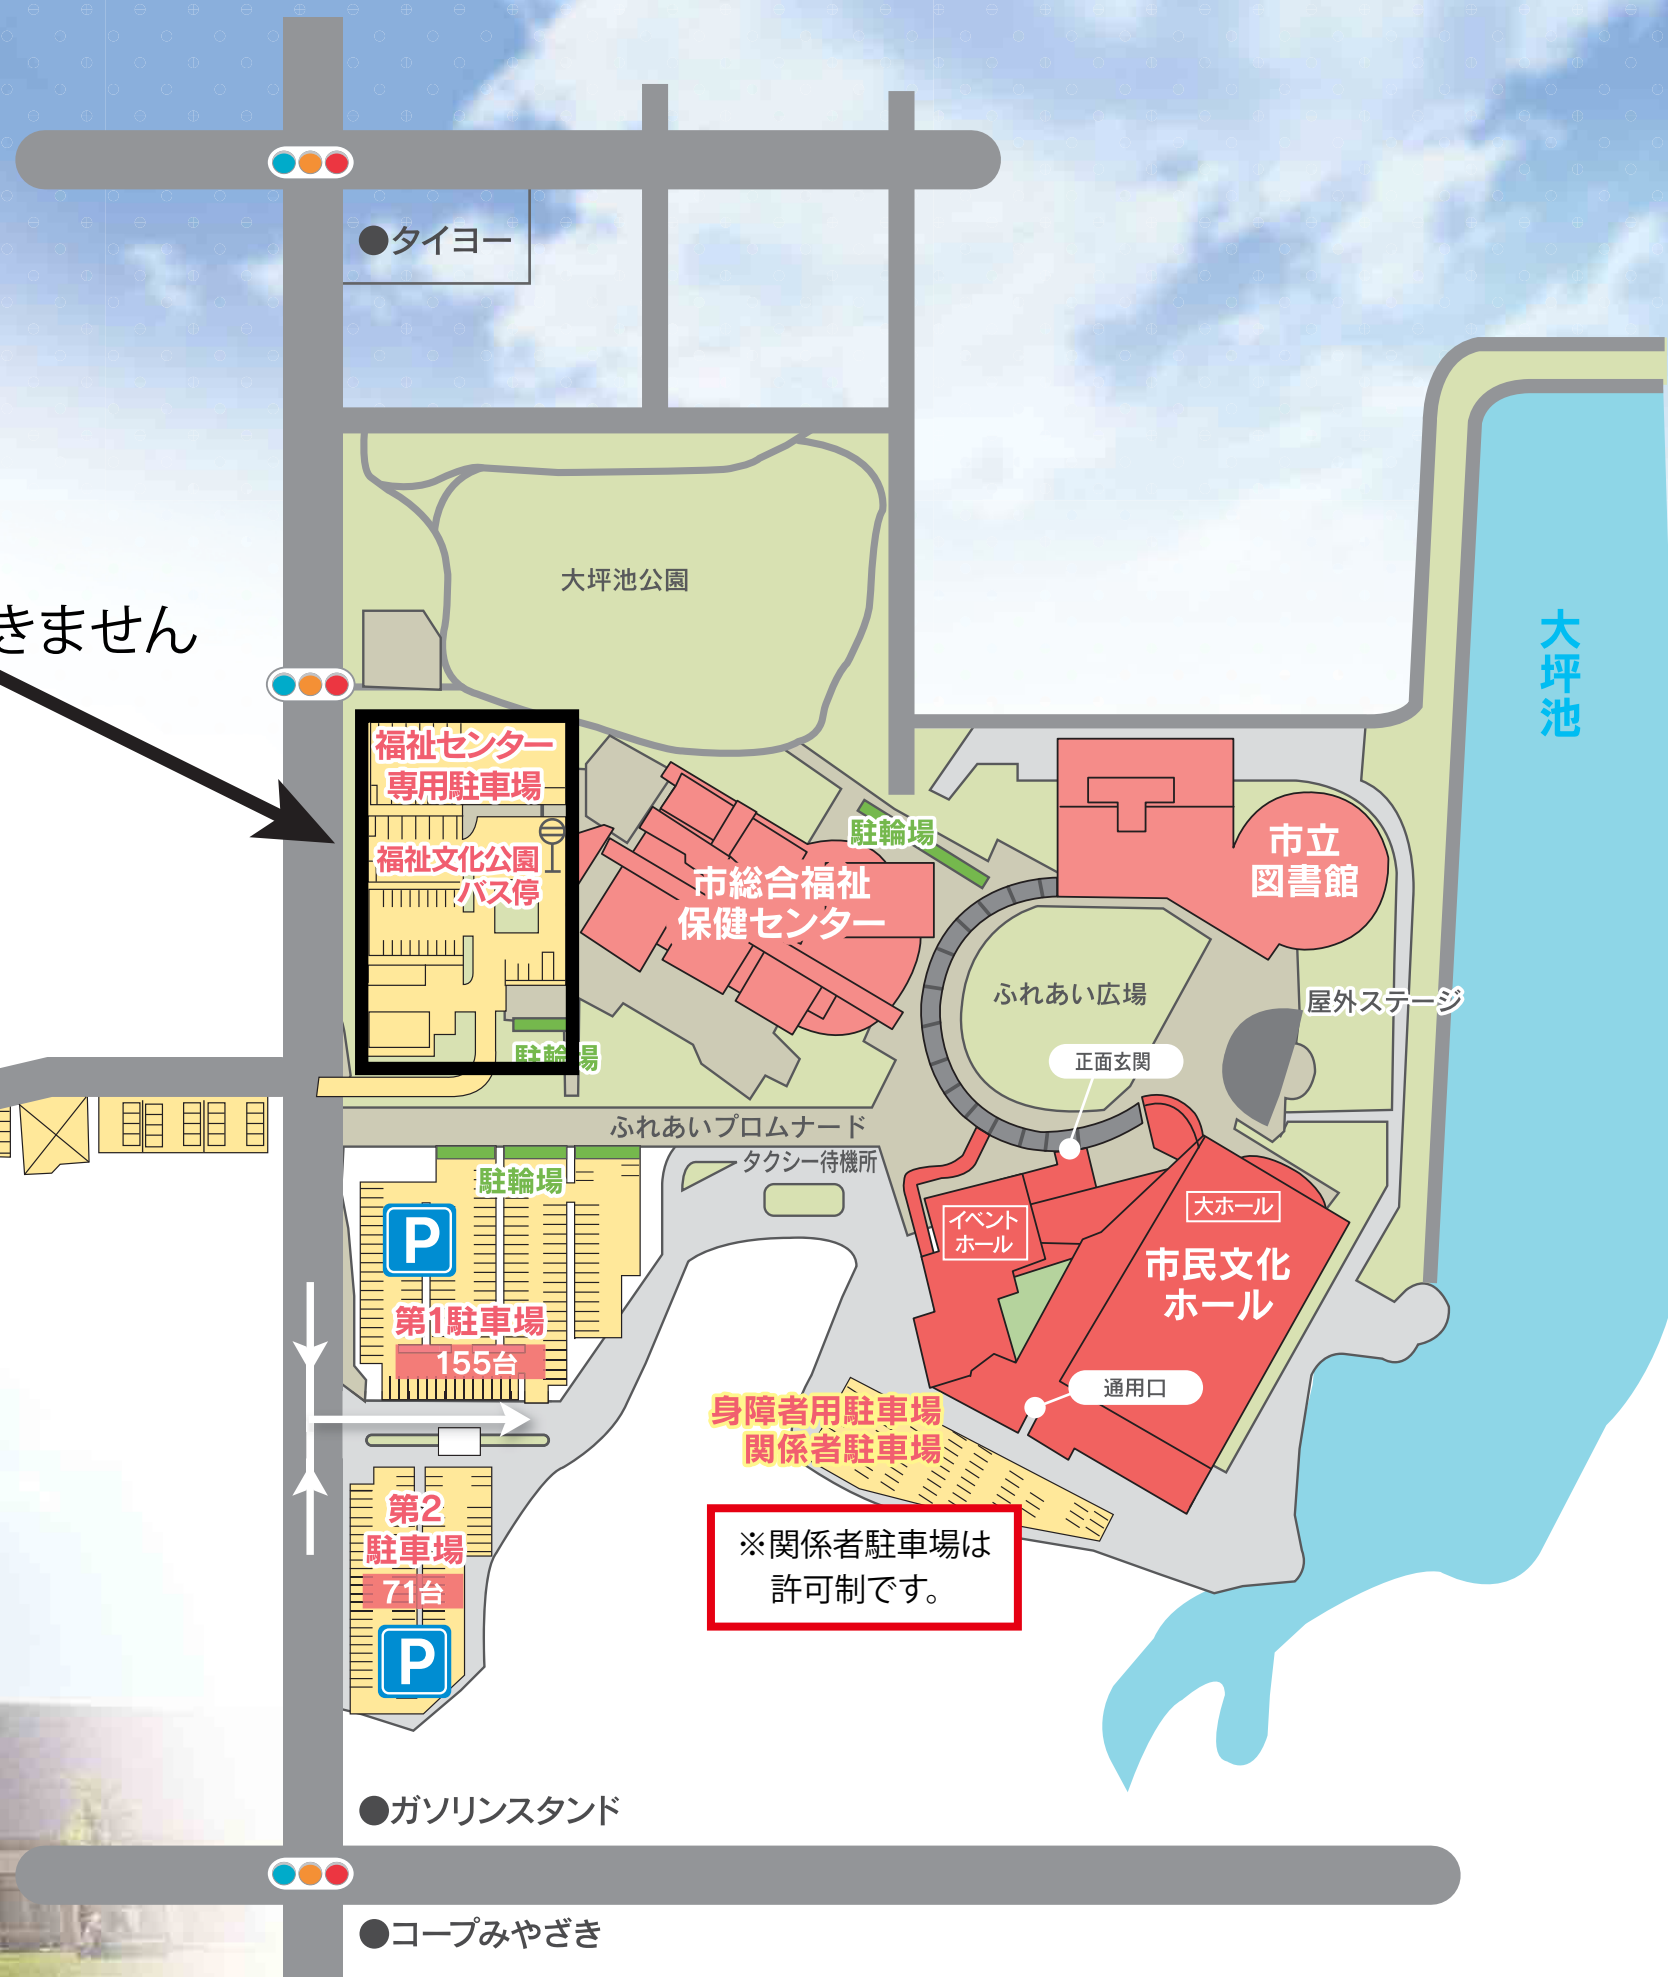 ●タイヨー
大坪池公園
きません
大坪池
福祉センター
専用駐車場
福祉文化公園
バス停
駐輪場
市総合福祉
保健センター
駐輪場
市立
図書館
ふれあい広場
屋外ステージ
正面玄関
ふれあいプロムナード
タクシー待機所
駐輪場
P
第1駐車場
155台
イベント
ホール
大ホール
市民文化
ホール
通用口
身障者用駐車場
関係者駐車場
※関係者駐車場は
許可制です。
第2
駐車場
71台
P
●ガソリンスタンド
●コープみやざき